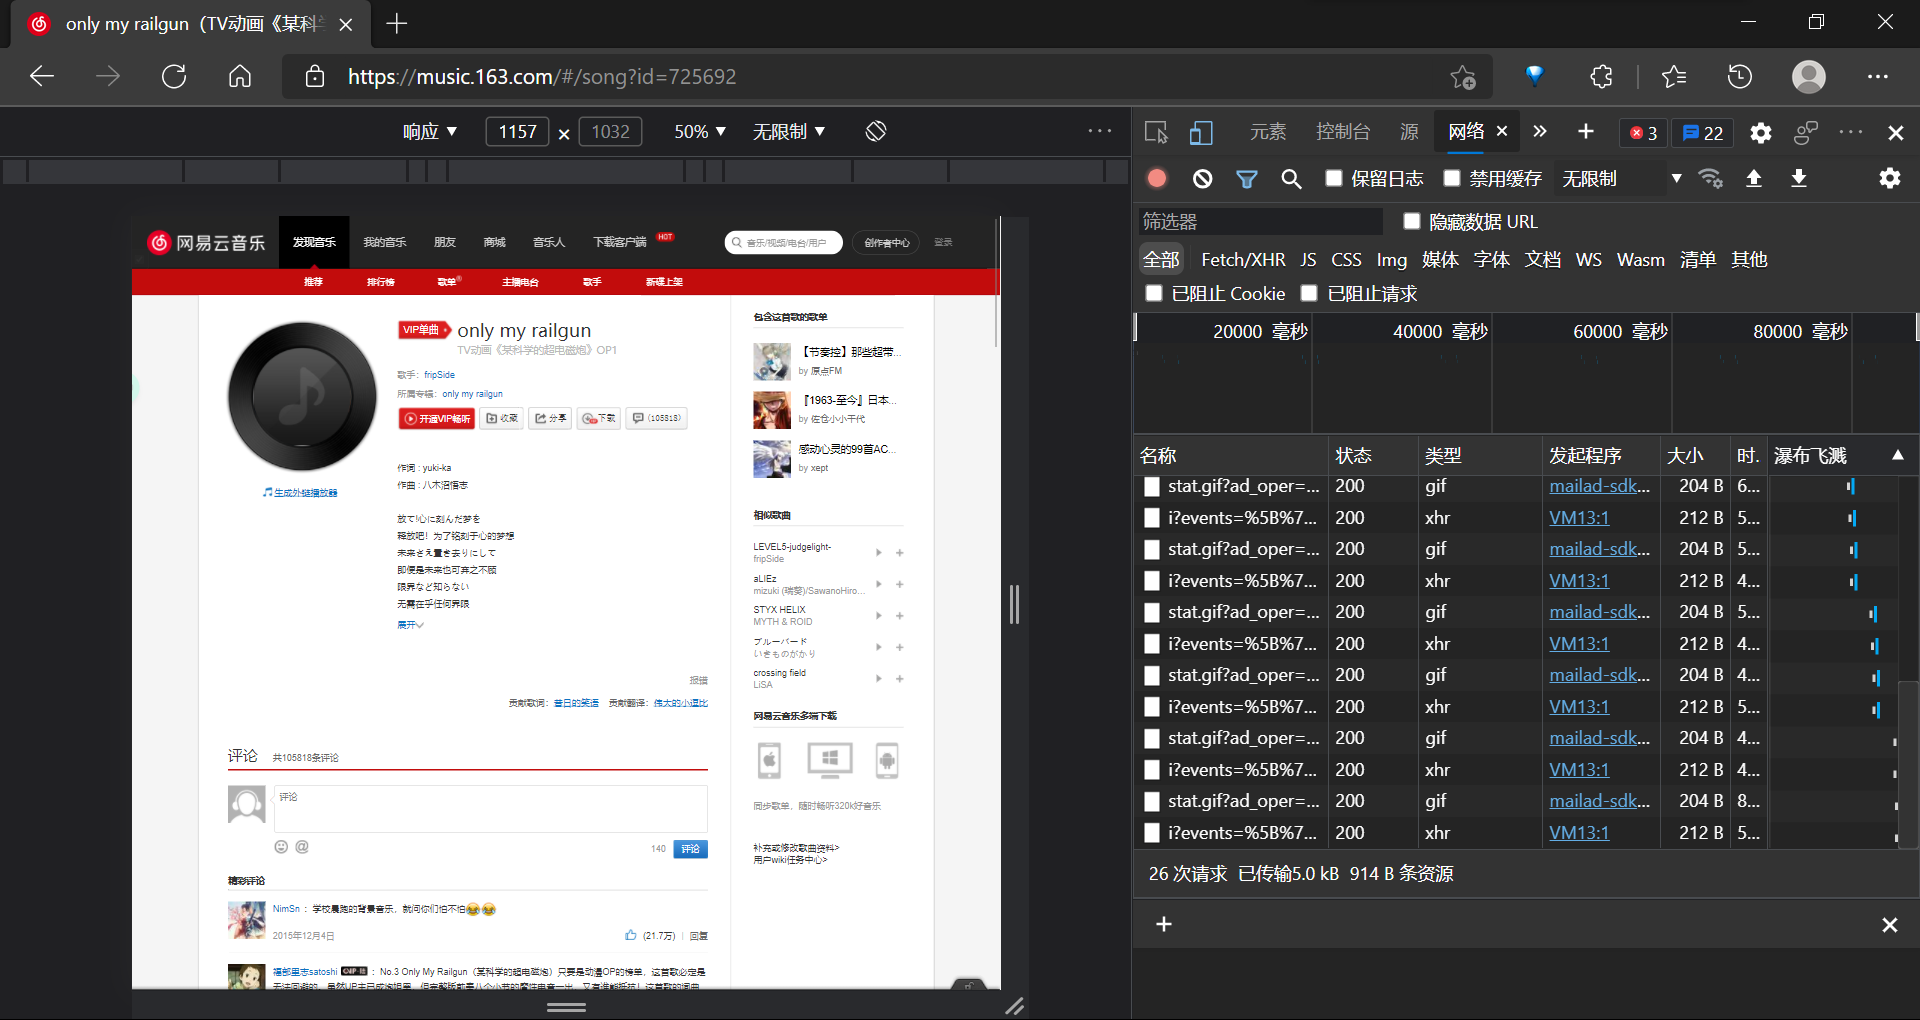 only my railgun（TV动画《某科学
https://music.163.com/#/song?id=725692
响应 ▼ 1157 × 1032 50% ▼ 无限制 ▼
元素 控制台 源 网络 × » + 3 22
保留日志 禁用缓存 无限制 ▼
筛选器 隐藏数据 URL
全部 Fetch/XHR JS CSS Img 媒体 字体 文档 WS Wasm 清单 其他
已阻止 Cookie 已阻止请求
20000 毫秒 40000 毫秒 60000 毫秒 80000 毫秒
名称 状态 类型 发起程序 大小 时. 瀑布飞溅 ▲
stat.gif?ad_oper=... 200 gif mailad-sdk... 204 B 6...
i?events=%5B%7... 200 xhr VM13:1 212 B 5...
stat.gif?ad_oper=... 200 gif mailad-sdk... 204 B 5...
i?events=%5B%7... 200 xhr VM13:1 212 B 4...
stat.gif?ad_oper=... 200 gif mailad-sdk... 204 B 5...
i?events=%5B%7... 200 xhr VM13:1 212 B 4...
stat.gif?ad_oper=... 200 gif mailad-sdk... 204 B 5...
i?events=%5B%7... 200 xhr VM13:1 212 B 5...
stat.gif?ad_oper=... 200 gif mailad-sdk... 204 B 4...
i?events=%5B%7... 200 xhr VM13:1 212 B 4...
stat.gif?ad_oper=... 200 gif mailad-sdk... 204 B 8...
i?events=%5B%7... 200 xhr VM13:1 212 B 5...
26 次请求 已传输5.0 kB 914 B 条资源
网易云音乐 发现音乐 我的音乐 朋友 商城 音乐人 下载客户端 HOT 音乐/视频/电台/用户 创作者中心 登录
推荐 排行榜 歌单® 主播电台 歌手 新碟上架
VIP单曲 only my railgun
TV动画《某科学的超电磁炮》OP1
歌手：fripSide
所属专辑：only my railgun
开通VIP畅听 收藏 分享 下载 (105818)
生成外链播放器
作词 : yuki-ka
作曲 : 八木沼悟志
放て!心に刻んだ夢を
释放吧！为了铭刻于心的梦想
未来さえ置き去りにして
即便是未来也可弃之不顾
限界など知らない
无需在乎任何界限
展开
报错
贡献歌词：昔日的笑语 贡献翻译：伟大的小逗比
评论 共105818条评论
评论
140 评论
精彩评论
NimSn：学校晨跑的背景音乐，就问你们怕不怕😂😂
2015年12月4日 (21.7万) | 回复
福部里志satoshi ：No.3 Only My Railgun（某科学的超电磁炮）只要是动漫OP的榜单，这首歌必定是
包含这首歌的歌单
【节奏控】那些超带...
by 原点FM
『1963-至今』日本...
by 佐仓小小千代
感动心灵的99首AC...
by xept
相似歌曲
LEVEL5-judgelight-
fripSide
aLIEz
mizuki (瑞葵)/SawanoHiro...
STYX HELIX
MYTH & ROID
ブルーバード
いきものがかり
crossing field
LiSA
网易云音乐多端下载
同步歌单，随时畅听320k好音乐
补充或修改歌曲资料>
用户wiki任务中心>